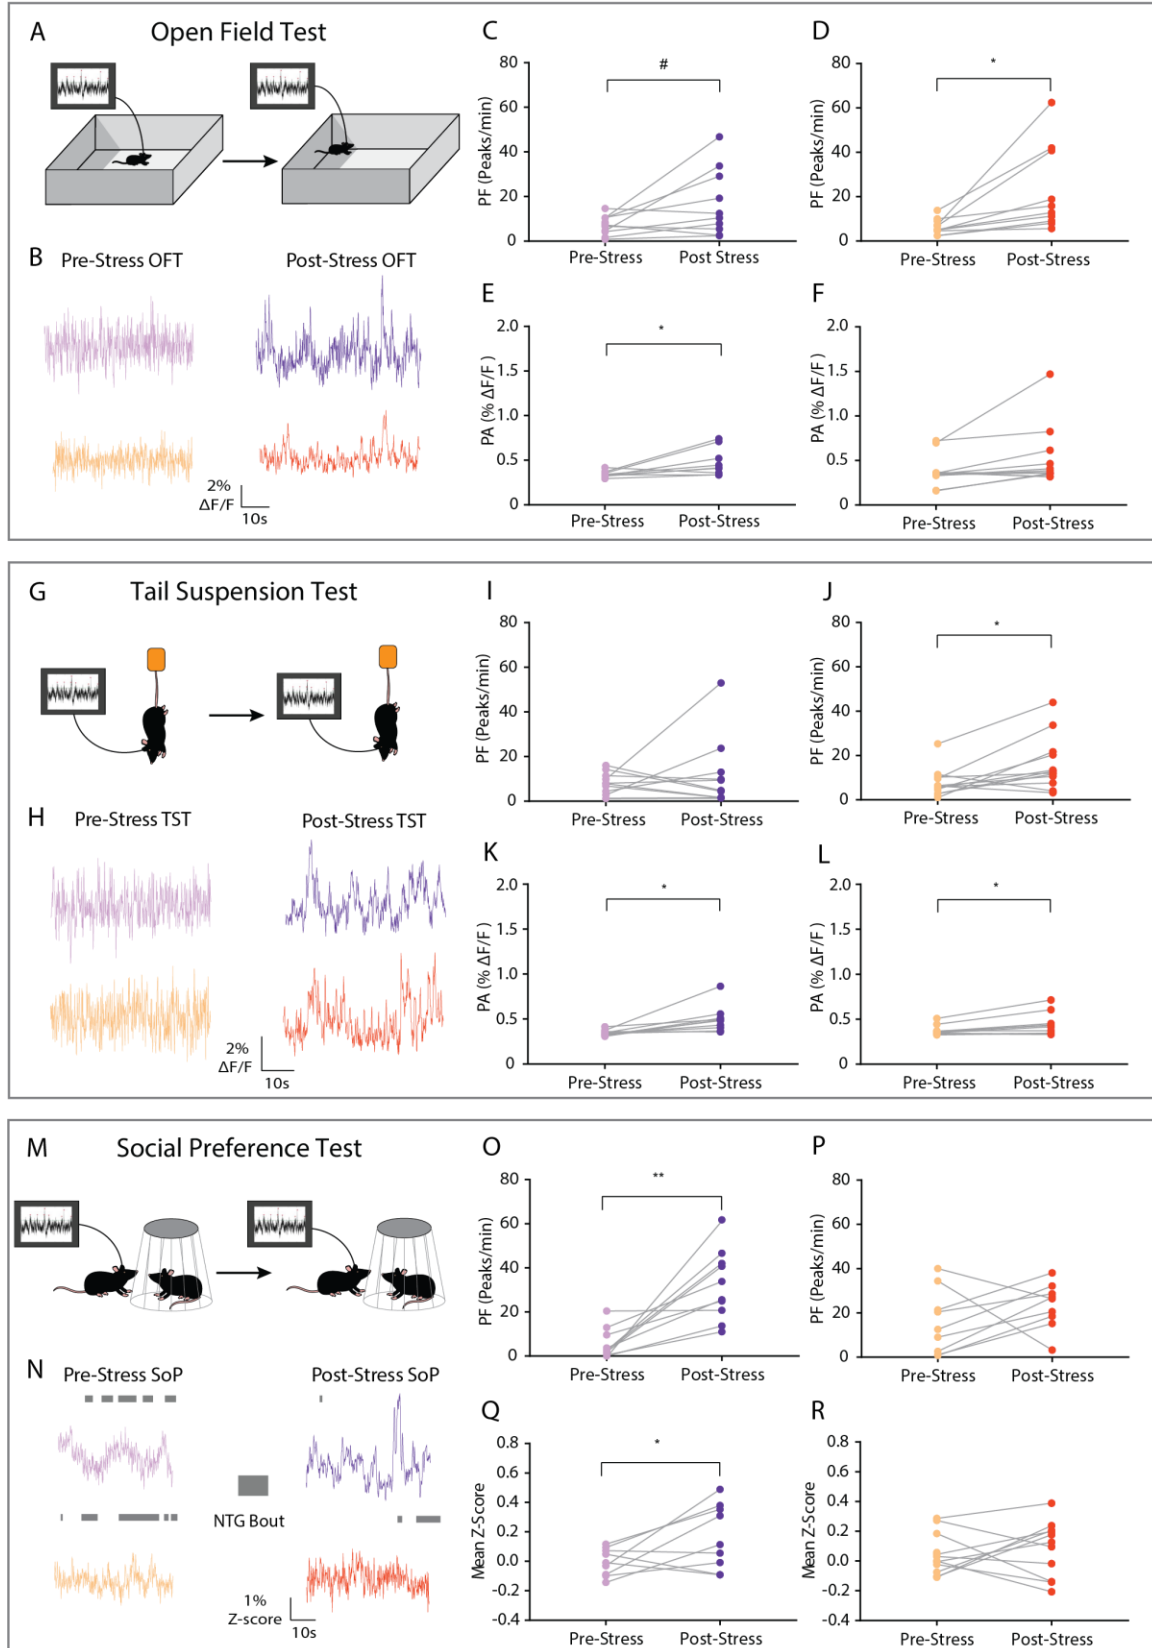 A Open Field Test
B Pre-Stress OFT Post-Stress OFT
2%
ΔF/F
10s
C
PF (Peaks/min)
80
60
40
20
0
#
Pre-Stress Post Stress
D
PF (Peaks/min)
80
60
40
20
0
*
Pre-Stress Post-Stress
E
PA (% ΔF/F)
2.0
1.5
1.0
0.5
0
*
Pre-Stress Post-Stress
F
PA (% ΔF/F)
2.0
1.5
1.0
0.5
0
Pre-Stress Post-Stress
G Tail Suspension Test
H Pre-Stress TST Post-Stress TST
2%
ΔF/F
10s
I
PF (Peaks/min)
80
60
40
20
0
Pre-Stress Post-Stress
J
PF (Peaks/min)
80
60
40
20
0
*
Pre-Stress Post-Stress
K
PA (% ΔF/F)
2.0
1.5
1.0
0.5
0
*
Pre-Stress Post-Stress
L
PA (% ΔF/F)
2.0
1.5
1.0
0.5
0
*
Pre-Stress Post-Stress
M Social Preference Test
N Pre-Stress SoP Post-Stress SoP
NTG Bout
1%
Z-score
10s
O
PF (Peaks/min)
80
60
40
20
0
**
Pre-Stress Post-Stress
P
PF (Peaks/min)
80
60
40
20
0
Pre-Stress Post-Stress
Q
Mean Z-Score
0.8
0.6
0.4
0.2
0.0
-0.2
-0.4
*
Pre-Stress Post-Stress
R
Mean Z-Score
0.8
0.6
0.4
0.2
0.0
-0.2
-0.4
Pre-Stress Post-Stress